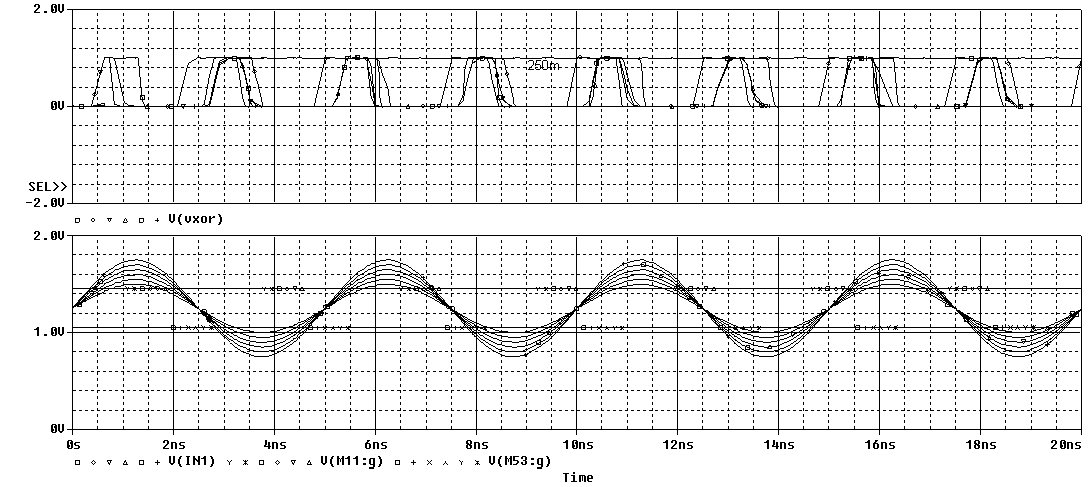 2.0V
250m
0V
SEL>>
-2.0V
V(vxor)
2.0V
1.0V
0V
0s 2ns 4ns 6ns 8ns 10ns 12ns 14ns 16ns 18ns 20ns
V(IN1) V(M11:g) V(M53:g)
Time